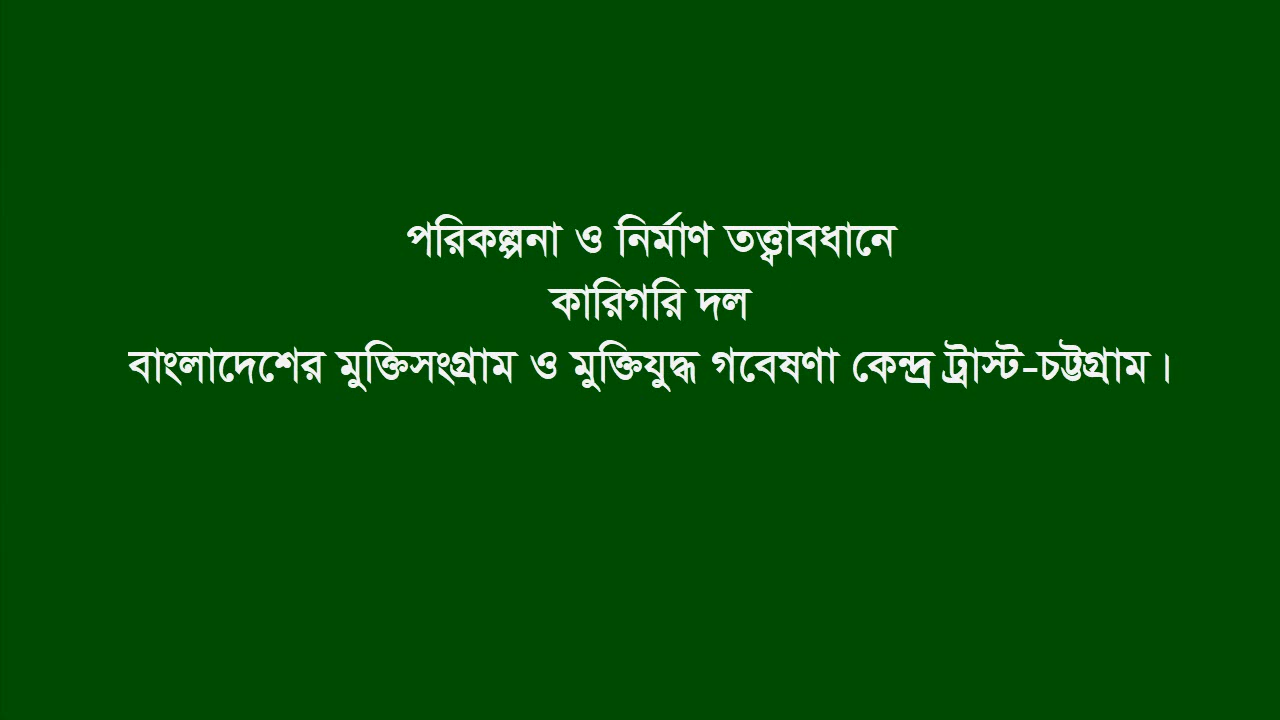 পরিকল্পনা ও নির্মাণ তত্ত্বাবধানে
কারিগরি দল
বাংলাদেশের মুক্তিসংগ্রাম ও মুক্তিযুদ্ধ গবেষণা কেন্দ্র ট্রাস্ট-চট্টগ্রাম।